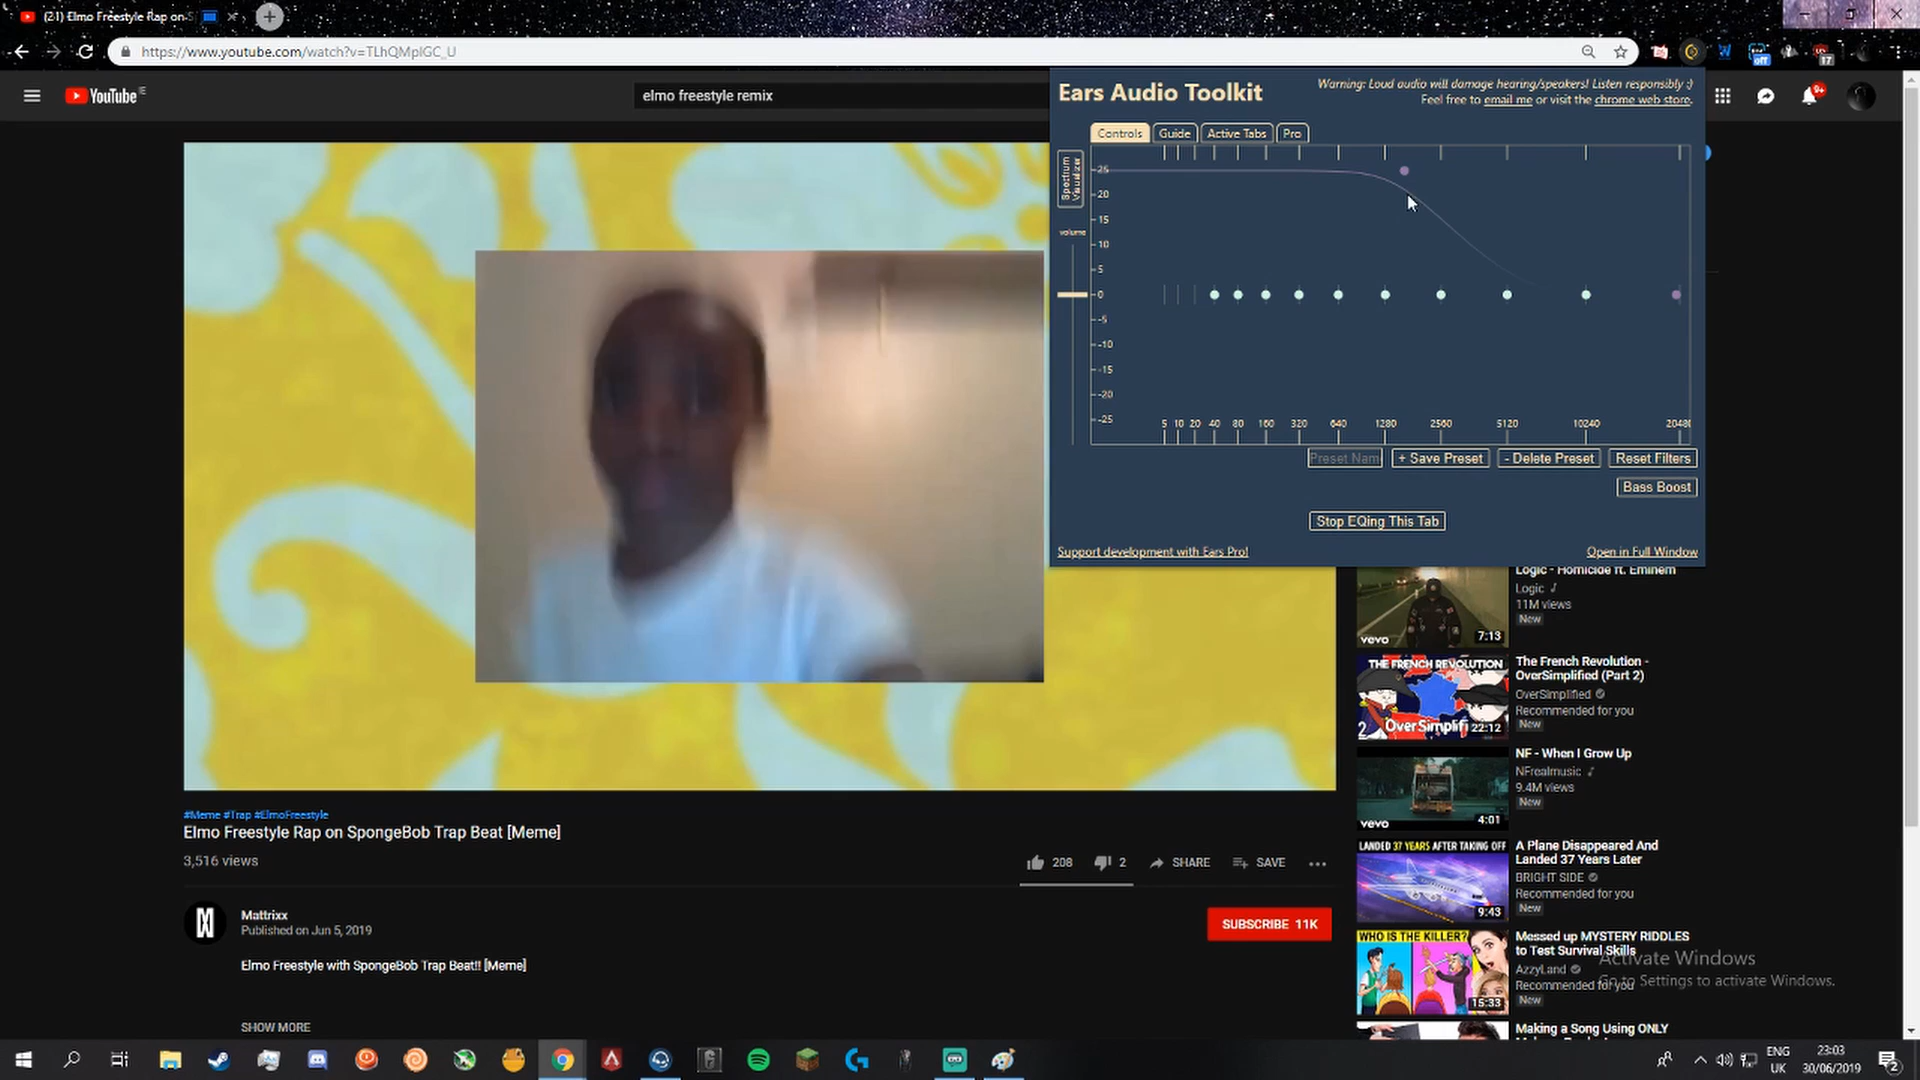 (21) Elmo Freestyle Rap on S
https://www.youtube.com/watch?v=TLhQMpIGC_U
off
17
YouTube IE
elmo freestyle remix
9+
Ears Audio Toolkit
Warning: Loud audio will damage hearing/speakers! Listen responsibly :)
Feel free to email me or visit the chrome web store.
Controls
Guide
Active Tabs
Pro
Spectrum Visualizer
volume
25
20
15
10
5
0
-5
-10
-15
-20
-25
5 10 20 40 80 160 320 640 1280 2560 5120 10240 20480
Preset Nam
+ Save Preset
- Delete Preset
Reset Filters
Bass Boost
Stop EQing This Tab
Support development with Ears Pro!
Open in Full Window
Logic - Homicide ft. Eminem
Logic
11M views
New
vevo
7:13
THE FRENCH REVOLUTION
2
OverSimplifi
22:12
The French Revolution -
OverSimplified (Part 2)
OverSimplified
Recommended for you
New
vevo
4:01
NF - When I Grow Up
NFrealmusic
9.4M views
New
LANDED 37 YEARS AFTER TAKING OFF
9:43
A Plane Disappeared And
Landed 37 Years Later
BRIGHT SIDE
Recommended for you
New
WHO IS THE KILLER?
15:33
Messed up MYSTERY RIDDLES
to Test Survival Skills
AzzyLand
Recommended for you
New
Making a Song Using ONLY
Activate Windows
Go to Settings to activate Windows.
#Meme #Trap #ElmoFreestyle
Elmo Freestyle Rap on SpongeBob Trap Beat [Meme]
3,516 views
208
2
SHARE
SAVE
Mattrixx
Published on Jun 5, 2019
SUBSCRIBE 11K
Elmo Freestyle with SpongeBob Trap Beat!! [Meme]
SHOW MORE
ENG
UK
23:03
30/06/2019
2